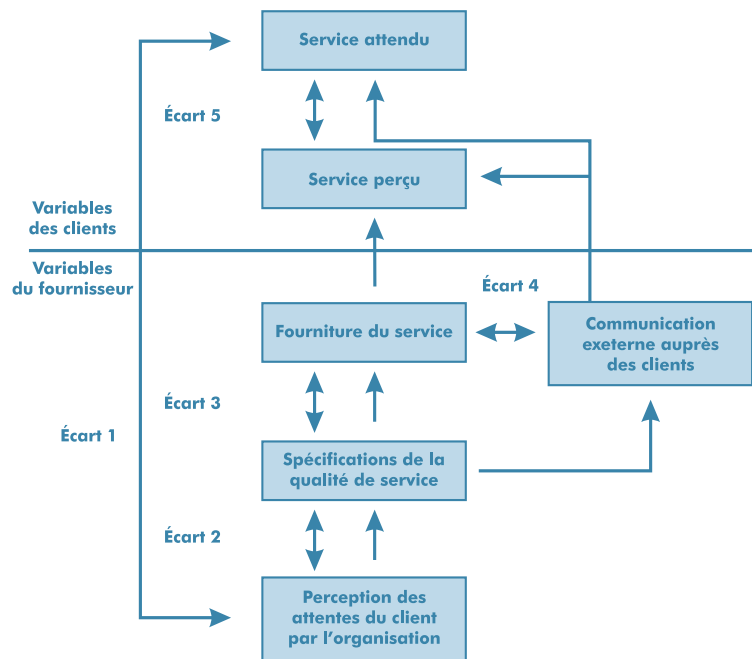 Service attendu
Écart 5
Service perçu
Variables
des clients
Variables
du fournisseur
Écart 4
Fourniture du service
Communication
exeterne auprès
des clients
Écart 3
Écart 1
Spécifications de la
qualité de service
Écart 2
Perception des
attentes du client
par l'organisation